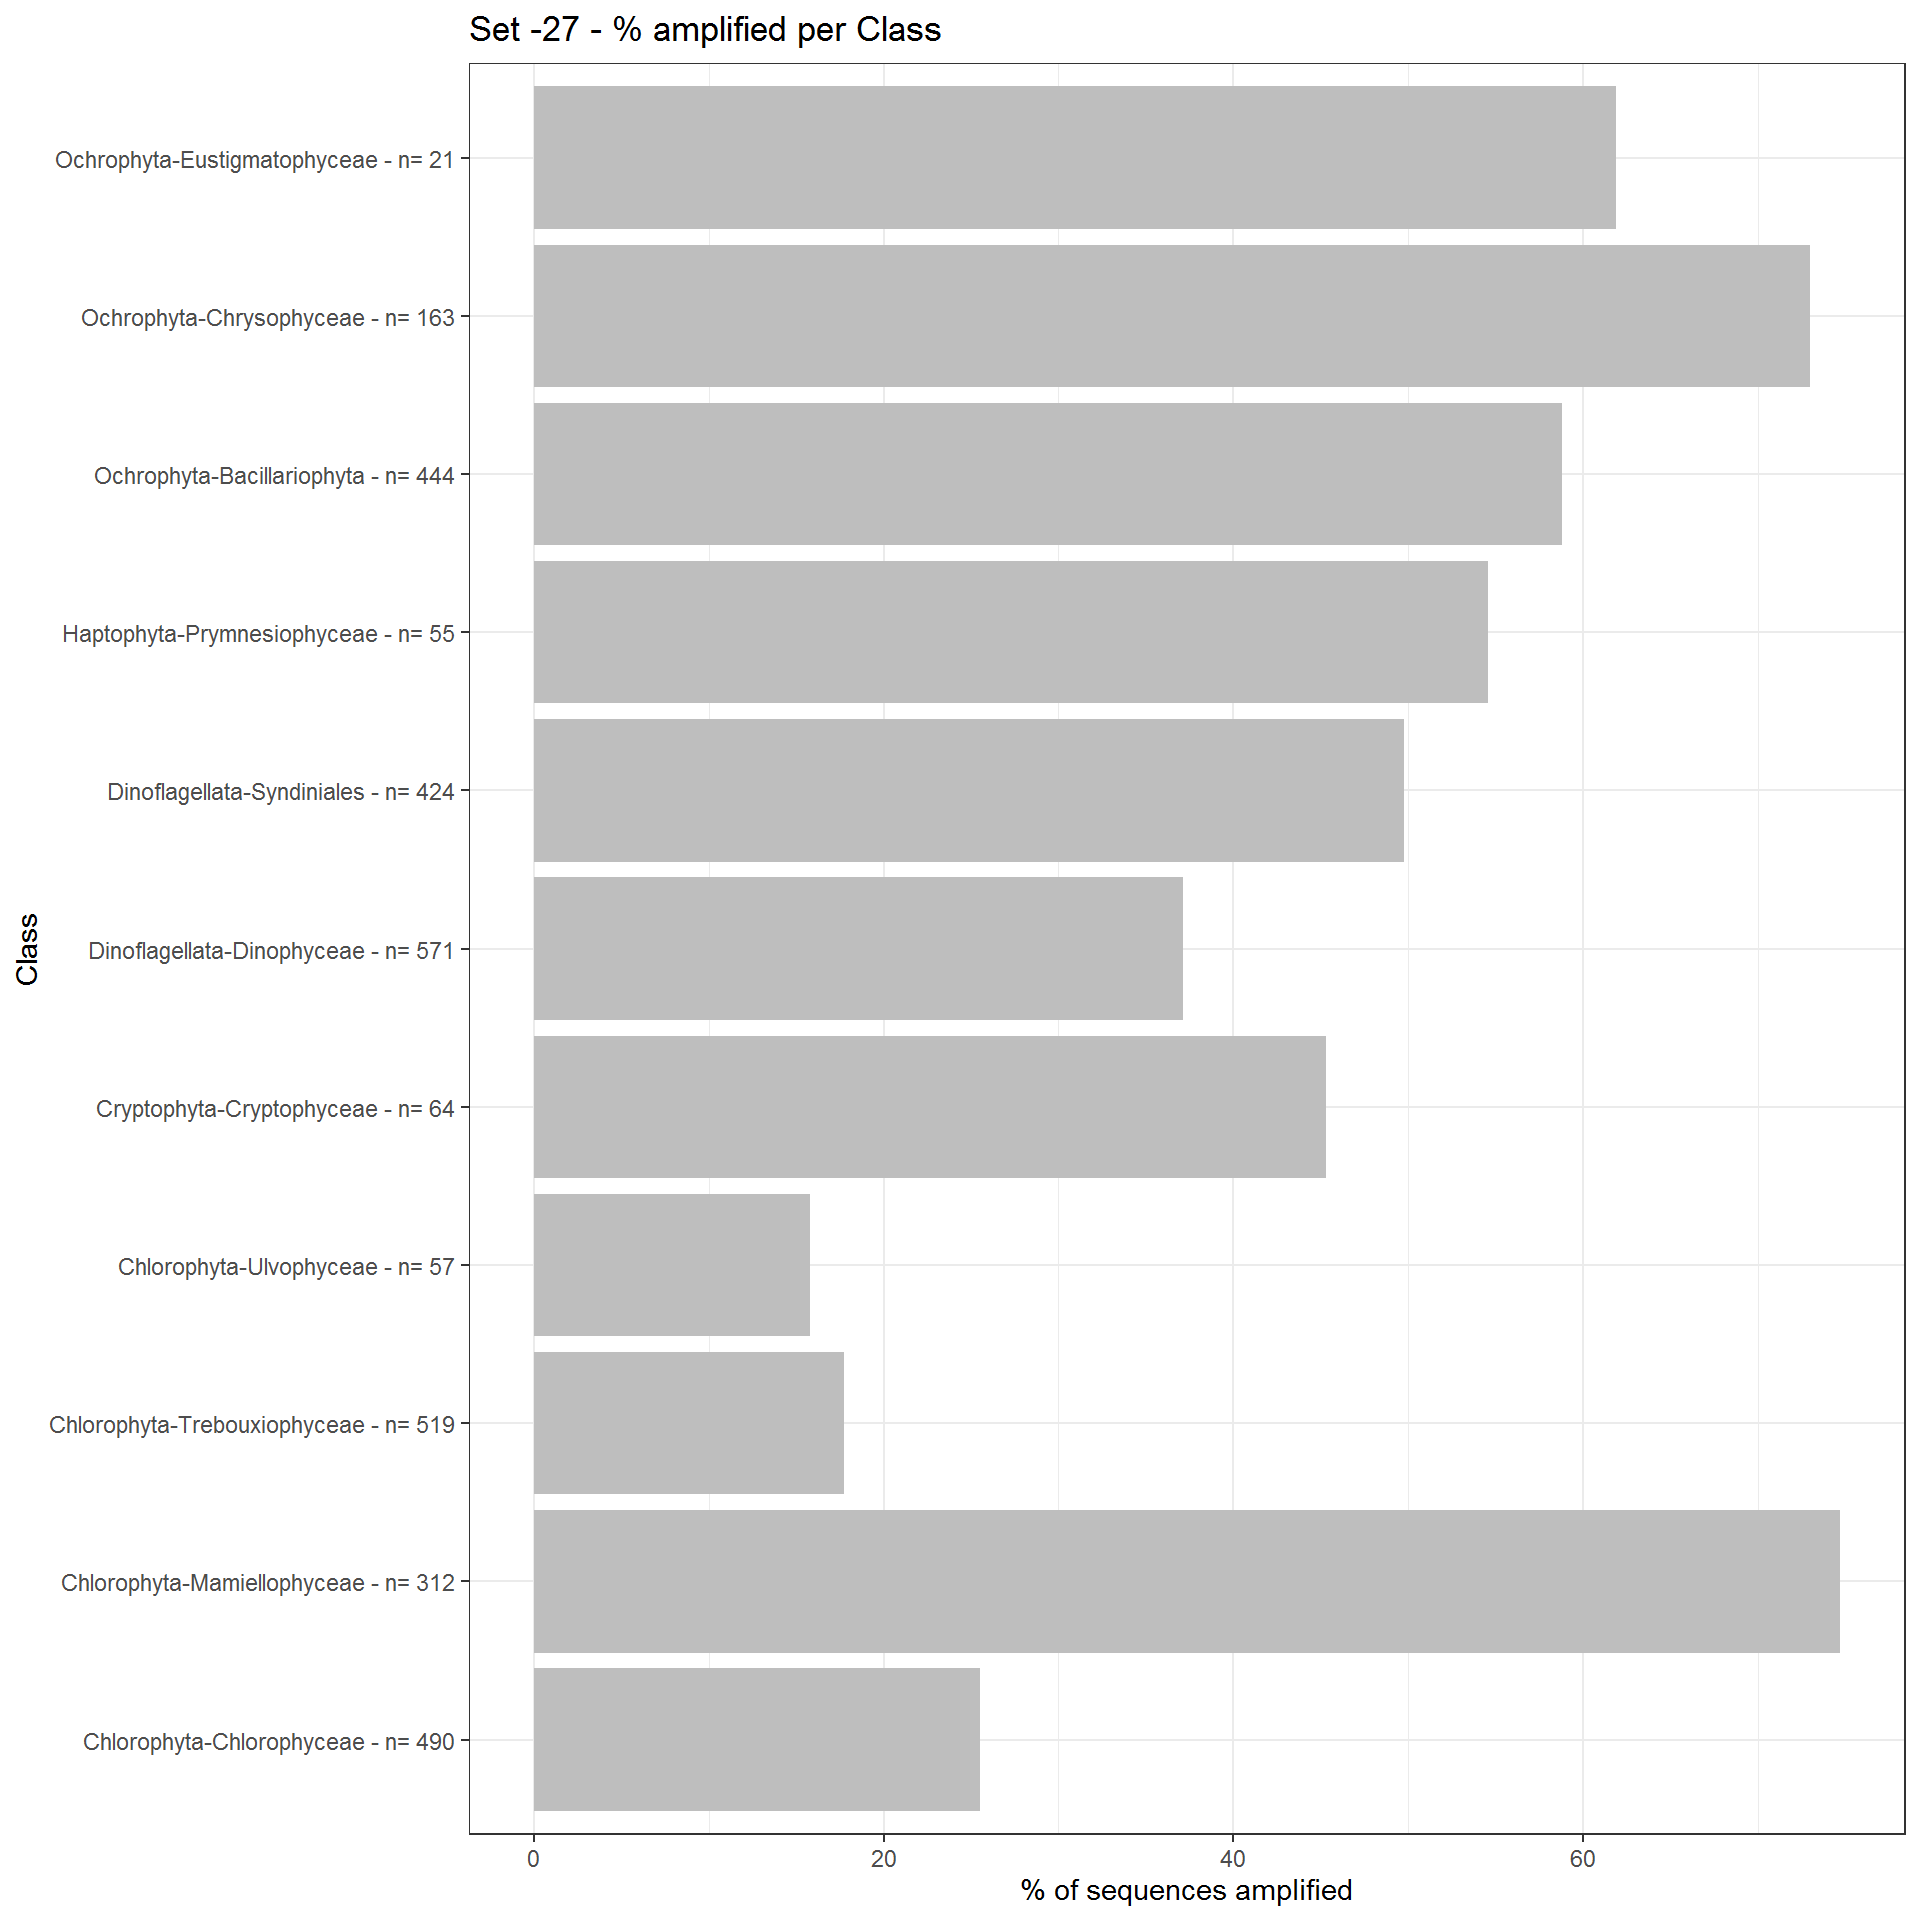 Set -27 - % amplified per Class
Ochrophyta-Eustigmatophyceae - n= 21
Ochrophyta-Chrysophyceae - n= 163
Ochrophyta-Bacillariophyta - n= 444
Haptophyta-Prymnesiophyceae - n= 55
Dinoflagellata-Syndiniales - n= 424
Dinoflagellata-Dinophyceae - n= 571
Cryptophyta-Cryptophyceae - n= 64
Chlorophyta-Ulvophyceae - n= 57
Chlorophyta-Trebouxiophyceae - n= 519
Chlorophyta-Mamiellophyceae - n= 312
Chlorophyta-Chlorophyceae - n= 490
Class
0 20 40 60
% of sequences amplified